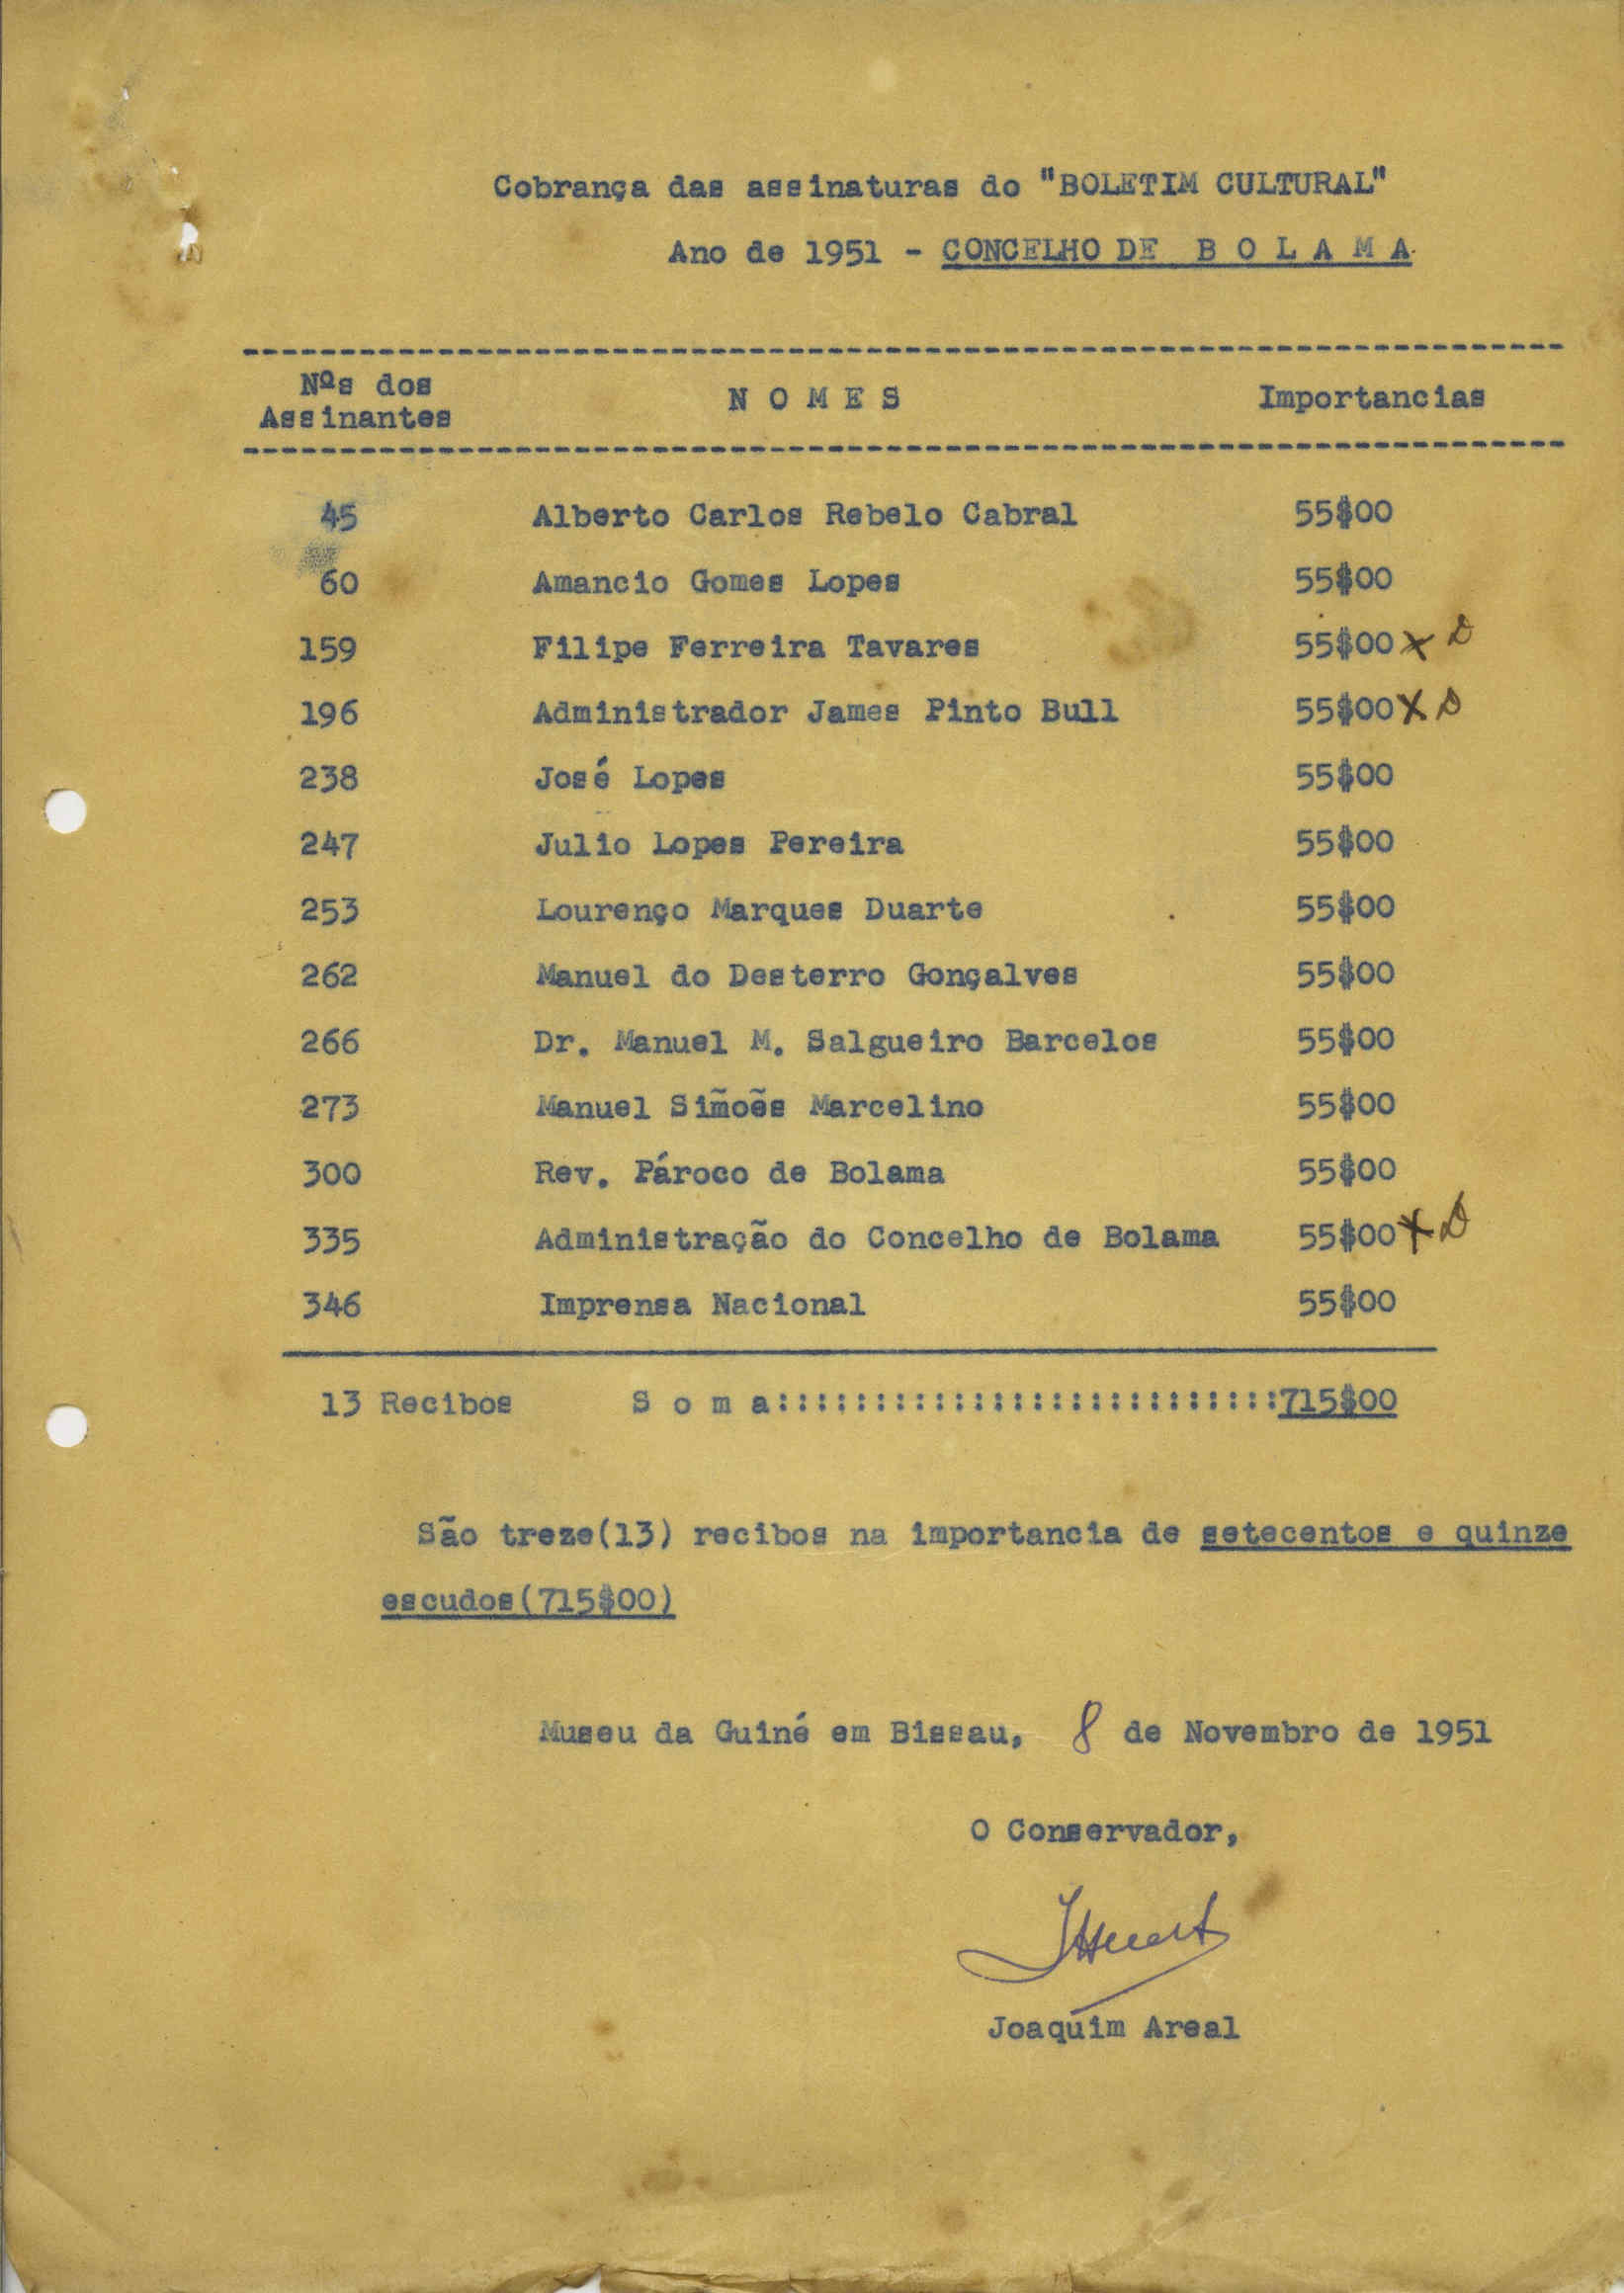 Cobrança das assinaturas do "BOLETIM CULTURAL"
Ano de 1951 - CONCELHO DE B O L A M A
Nºs dos Assinantes N O M E S Importancias
45 Alberto Carlos Rebelo Cabral 55$00
60 Amancio Gomes Lopes 55$00
159 Filipe Ferreira Tavares 55$00 x D
196 Administrador James Pinto Bull 55$00 x D
238 José Lopes 55$00
247 Julio Lopes Pereira 55$00
253 Lourenço Marques Duarte 55$00
262 Manuel do Desterro Gonçalves 55$00
266 Dr. Manuel M. Salgueiro Barcelos 55$00
273 Manuel Sim̃oẽs Marcelino 55$00
300 Rev. Pároco de Bolama 55$00
335 Administração do Concelho de Bolama 55$00 x D
346 Imprensa Nacional 55$00
13 Recibos S o m a::::::::::::::::::::::::::715$00
São treze(13) recibos na importancia de setecentos e quinze
escudos(715$00)
Museu da Guiné em Bissau, 8 de Novembro de 1951
O Conservador,
Joaquim Areal